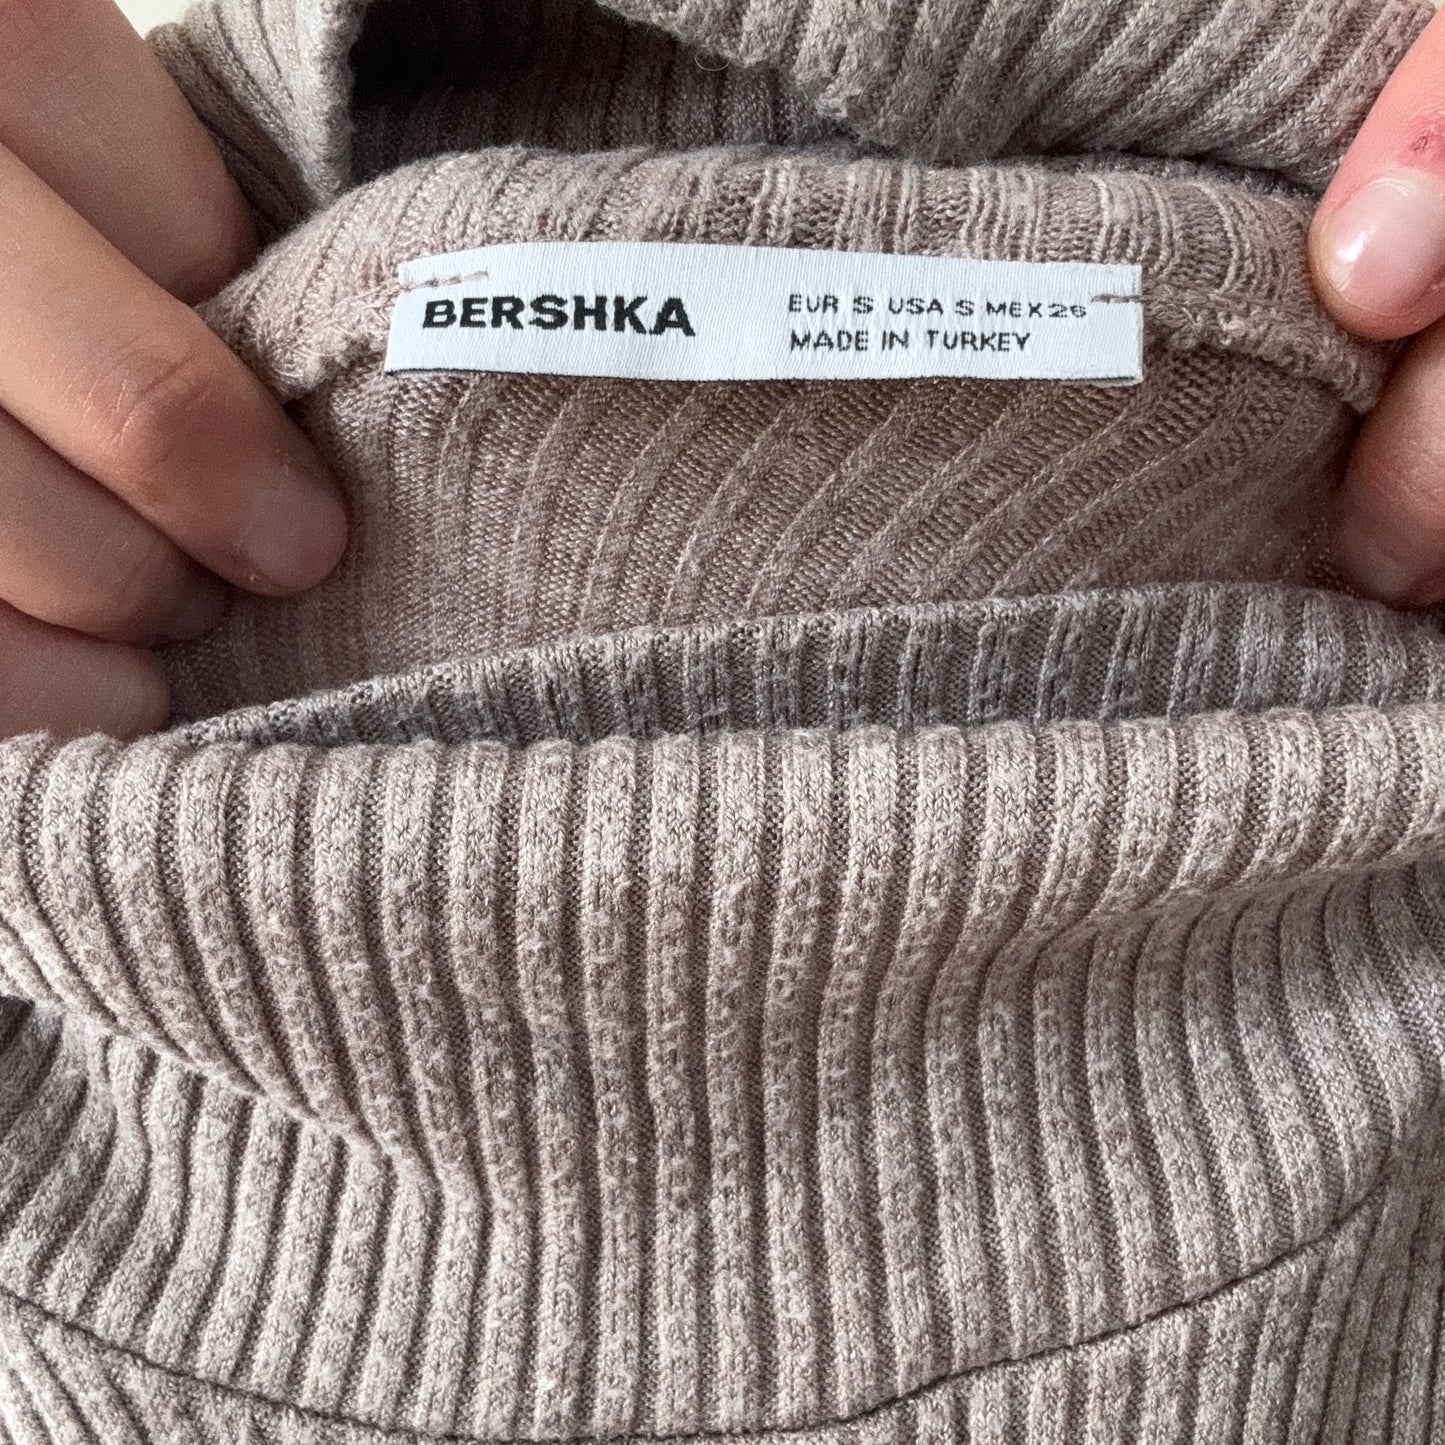 BERSHKA
EUR S USA S MEX 26
MADE IN TURKEY